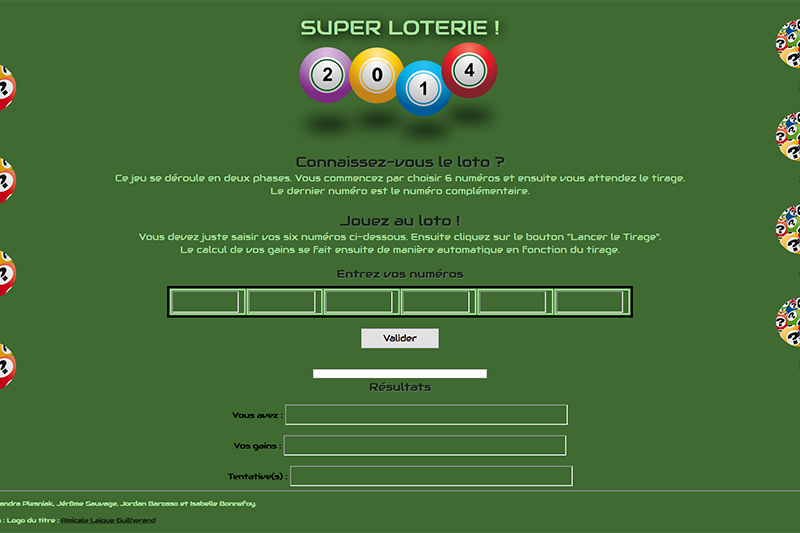 SUPER LOTERIE !
2 0 1 4
Connaissez-vous le loto ?
Ce jeu se déroule en deux phases. Vous commencez par choisir 6 numéros et ensuite vous attendez le tirage.
Le dernier numéro est le numéro complémentaire.
Jouez au loto !
Vous devez juste saisir vos six numéros ci-dessous. Ensuite cliquez sur le bouton "Lancer le Tirage".
Le calcul de vos gains se fait ensuite de manière automatique en fonction du tirage.
Entrez vos numéros
Valider
Résultats
Vous avez :
Vos gains :
Tentative(s) :
andra Plesniak, Jérôme Sauvage, Jordan Barosso et Isabelle Bonnefoy.
: Logo du titre : Amicale Laique Guilherand